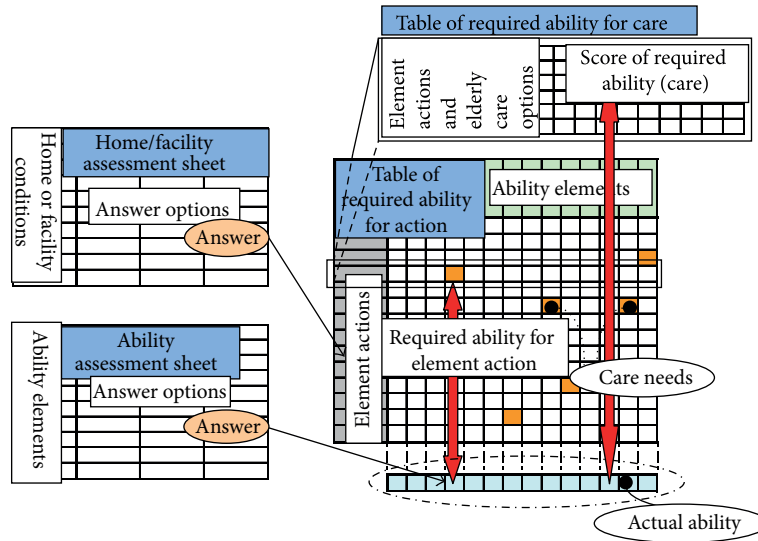 Table of required ability for care
Element
actions
and
elderly
care
options
Score of required
ability (care)
Home or facility
conditions
Home/facility
assessment sheet
Answer options
Answer
Table of
required ability
for action
Ability elements
Element actions
Required ability for
element action
Care needs
Ability elements
Ability
assessment sheet
Answer options
Answer
Actual ability